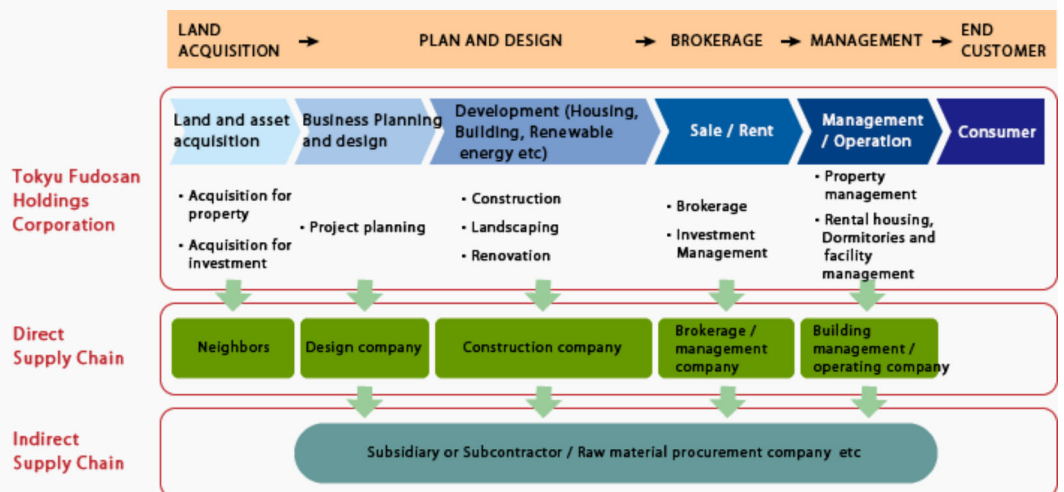 LAND
ACQUISITION
PLAN AND DESIGN
BROKERAGE
MANAGEMENT
END
CUSTOMER
Tokyu Fudosan
Holdings
Corporation
Land and asset
acquisition
Business Planning
and design
Development (Housing,
Building, Renewable
energy etc)
Sale / Rent
Management
/ Operation
Consumer
• Acquisition for
property
• Acquisition for
investment
• Project planning
• Construction
• Landscaping
• Renovation
• Brokerage
• Investment
Management
• Property
management
• Rental housing,
Dormitories and
facility
management
Direct
Supply Chain
Neighbors
Design company
Construction company
Brokerage /
management
company
Building
management /
operating company
Indirect
Supply Chain
Subsidiary or Subcontractor / Raw material procurement company etc